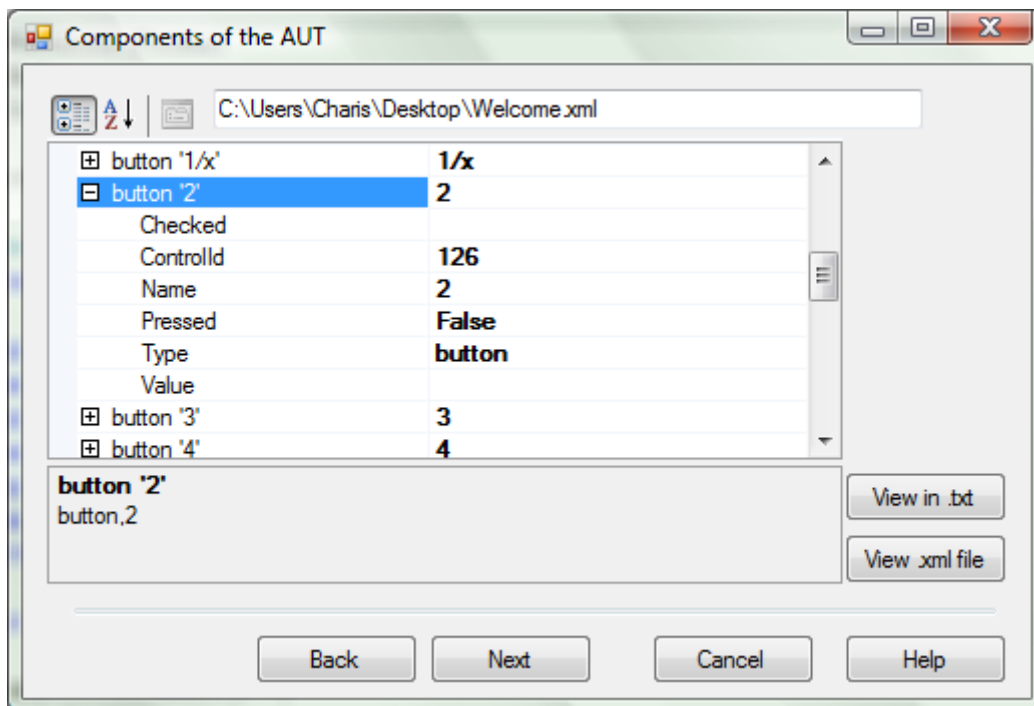 Components of the AUT
C:\Users\Charis\Desktop\Welcome.xml
button '1/x' 1/x
button '2' 2
Checked
ControlId 126
Name 2
Pressed False
Type button
Value
button '3' 3
button '4' 4
button '2'
button,2
View in .txt
View .xml file
Back Next Cancel Help